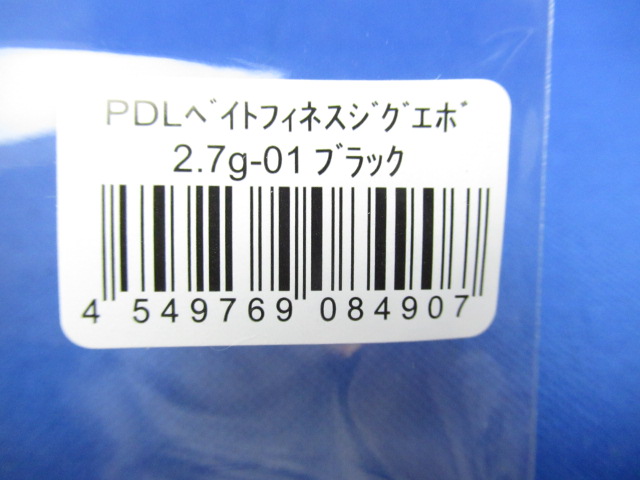 PDLﾍﾞｲﾄﾌｨﾈｽｼﾞｸﾞｴﾎﾞ
2.7g-01 ﾌﾞﾗｯｸ
4 549769 084907